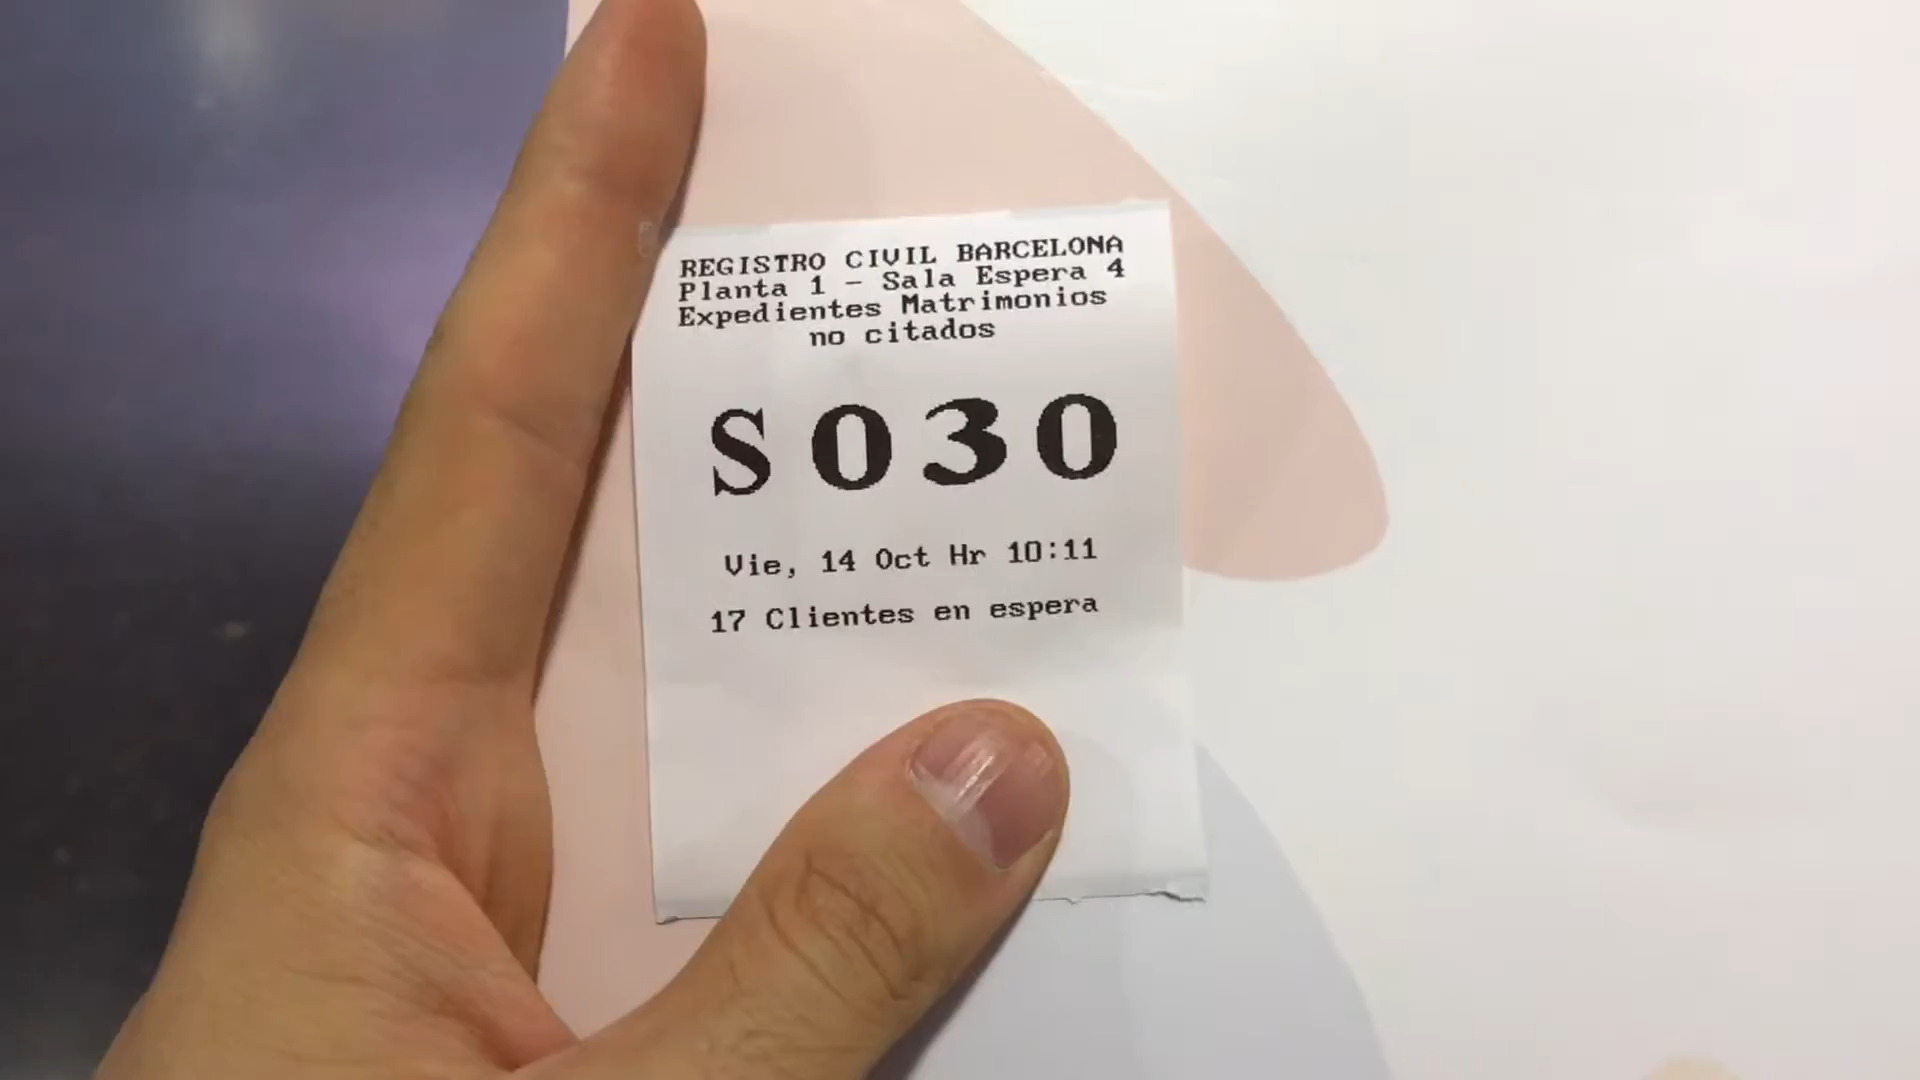 REGISTRO CIVIL BARCELONA
Planta 1 - Sala Espera 4
Expedientes Matrimonios
no citados
S030
Vie, 14 Oct Hr 10:11
17 Clientes en espera